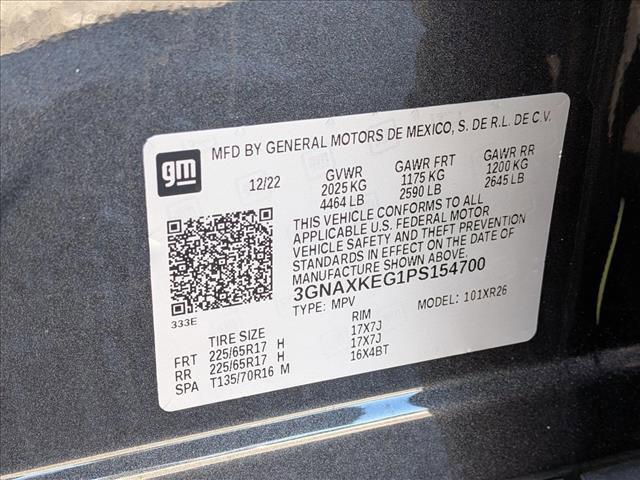 gm
MFD BY GENERAL MOTORS DE MEXICO, S. DE R.L. DE C.V.
12/22 GVWR GAWR FRT GAWR RR
2025 KG 1175 KG 1200 KG
4464 LB 2590 LB 2645 LB
THIS VEHICLE CONFORMS TO ALL
APPLICABLE U.S. FEDERAL MOTOR
VEHICLE SAFETY AND THEFT PREVENTION
STANDARDS IN EFFECT ON THE DATE OF
MANUFACTURE SHOWN ABOVE.
3GNAXKEG1PS154700
TYPE: MPV MODEL: 101XR26
333E
TIRE SIZE RIM
FRT 225/65R17 H 17X7J
RR 225/65R17 H 17X7J
SPA T135/70R16 M 16X4BT